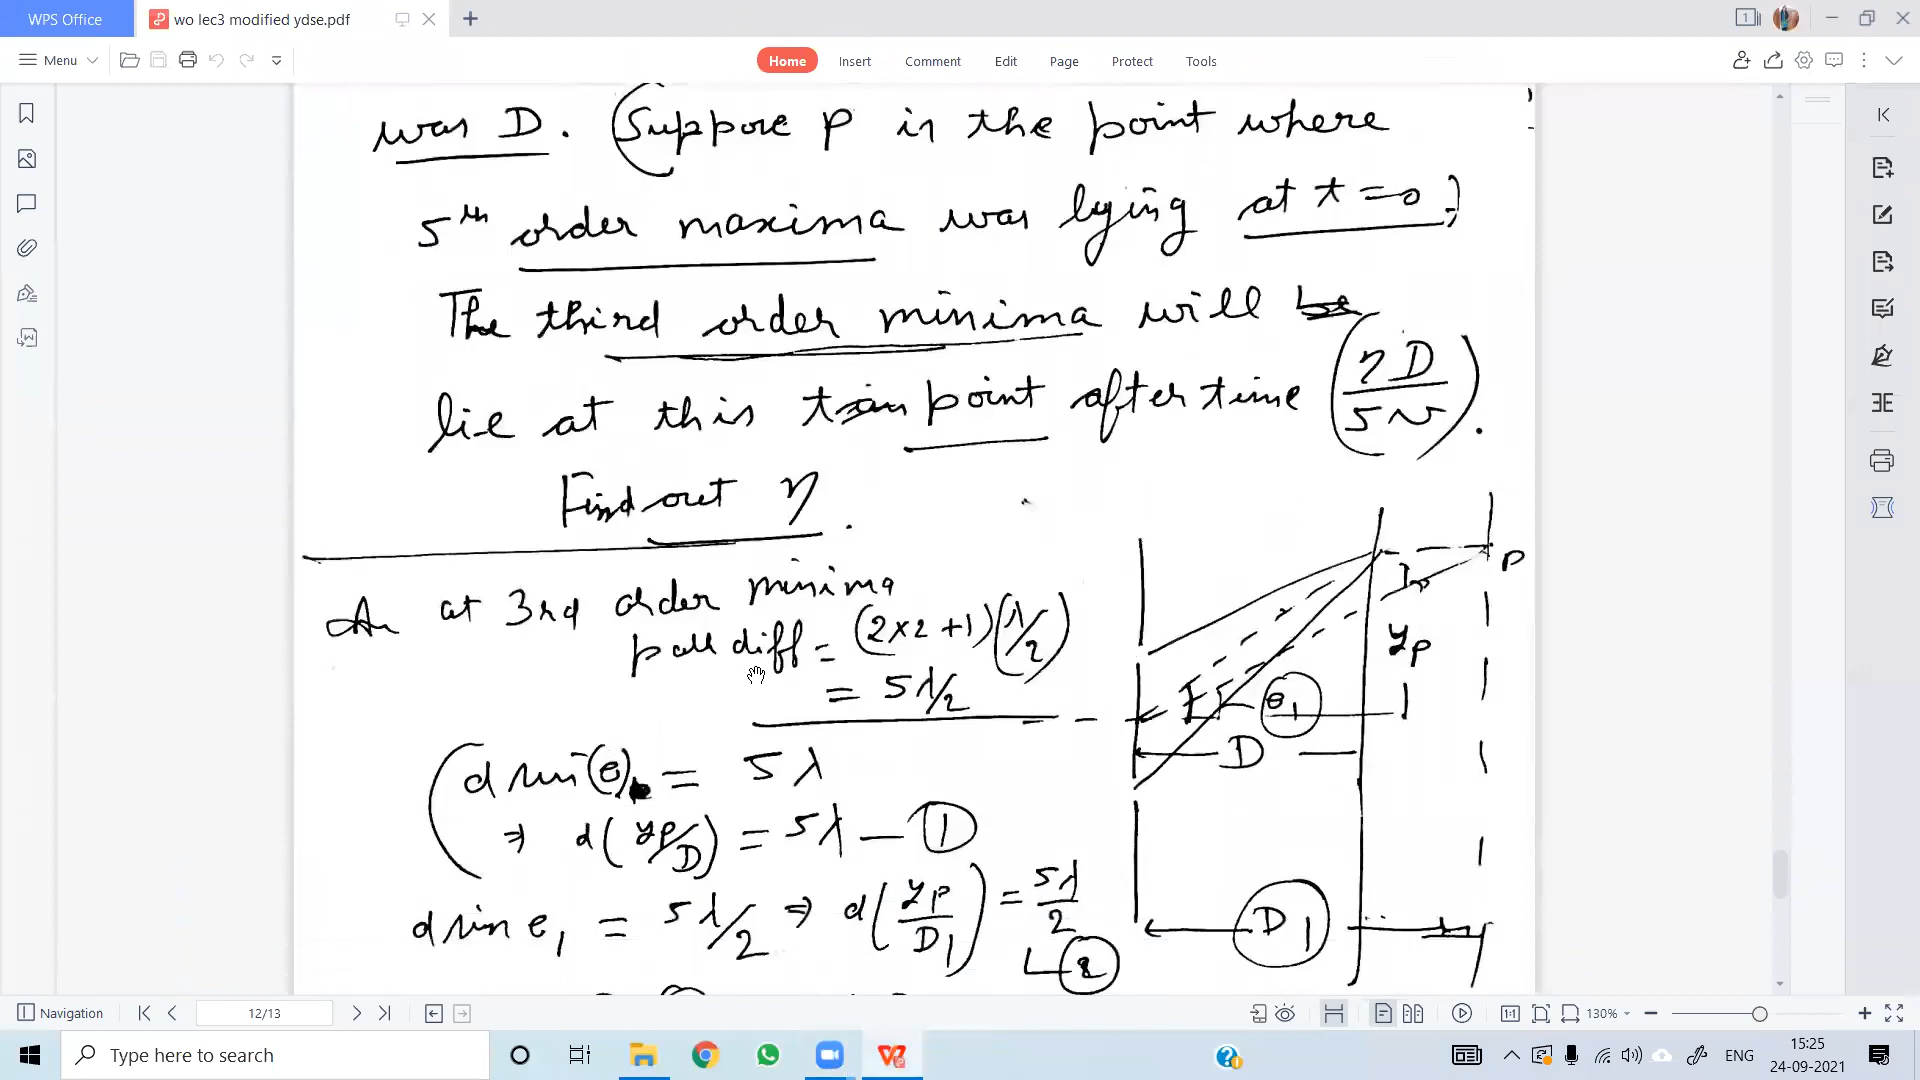 WPS Office
wo lec3 modified ydse.pdf
Menu
Home Insert Comment Edit Page Protect Tools
was D. (Suppose P is the point where
5th order maxima was lying at t=0)
The third order minima will be
lie at this point after time (ηD/5v).
Find out η.
at 3rd order minima
path diff = (2×2+1)(λ/2)
= 5λ/2
d sin(θ) = 5λ
⇒ d(yP/D) = 5λ — ①
d sin θ1 = 5λ/2 ⇒ d(yP/D1) = 5λ/2
②
P
yP
θ1
D
D1
Navigation 12/13 130%
Type here to search
ENG 15:25
24-09-2021